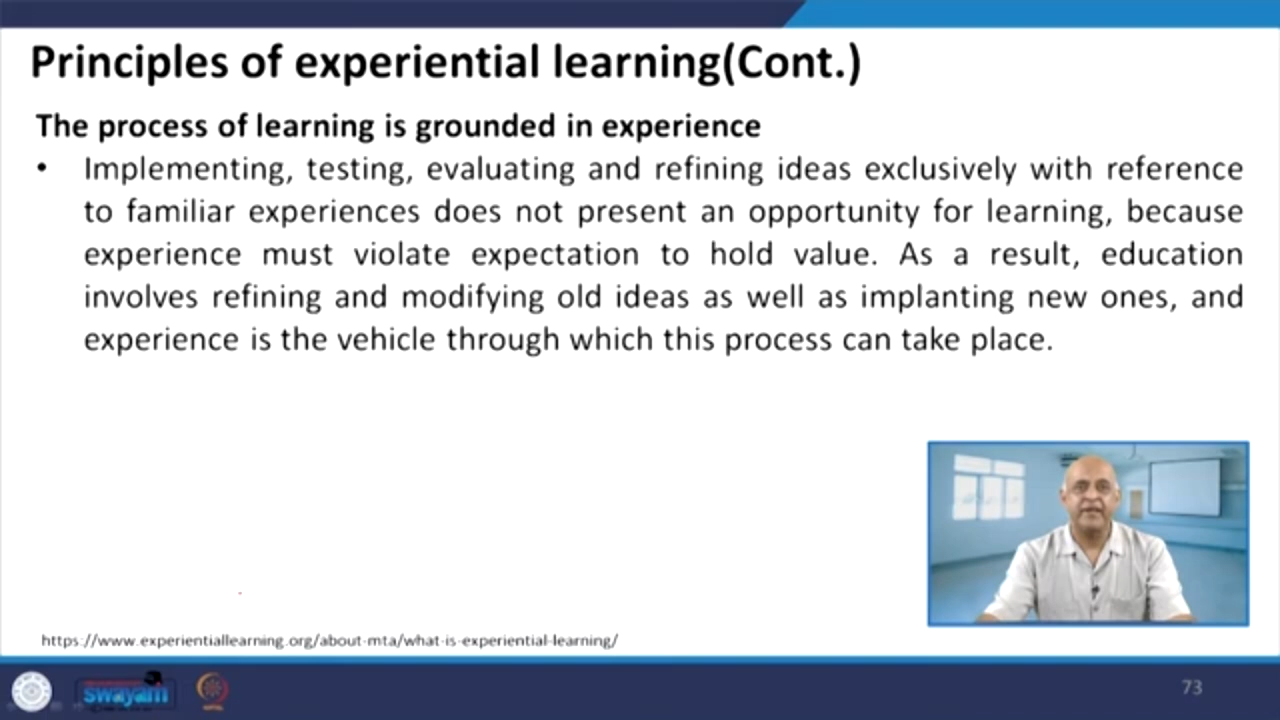 Principles of experiential learning(Cont.)
The process of learning is grounded in experience
• Implementing, testing, evaluating and refining ideas exclusively with reference
to familiar experiences does not present an opportunity for learning, because
experience must violate expectation to hold value. As a result, education
involves refining and modifying old ideas as well as implanting new ones, and
experience is the vehicle through which this process can take place.
https://www.experientiallearning.org/about-mta/what-is-experiential-learning/
swayam
73